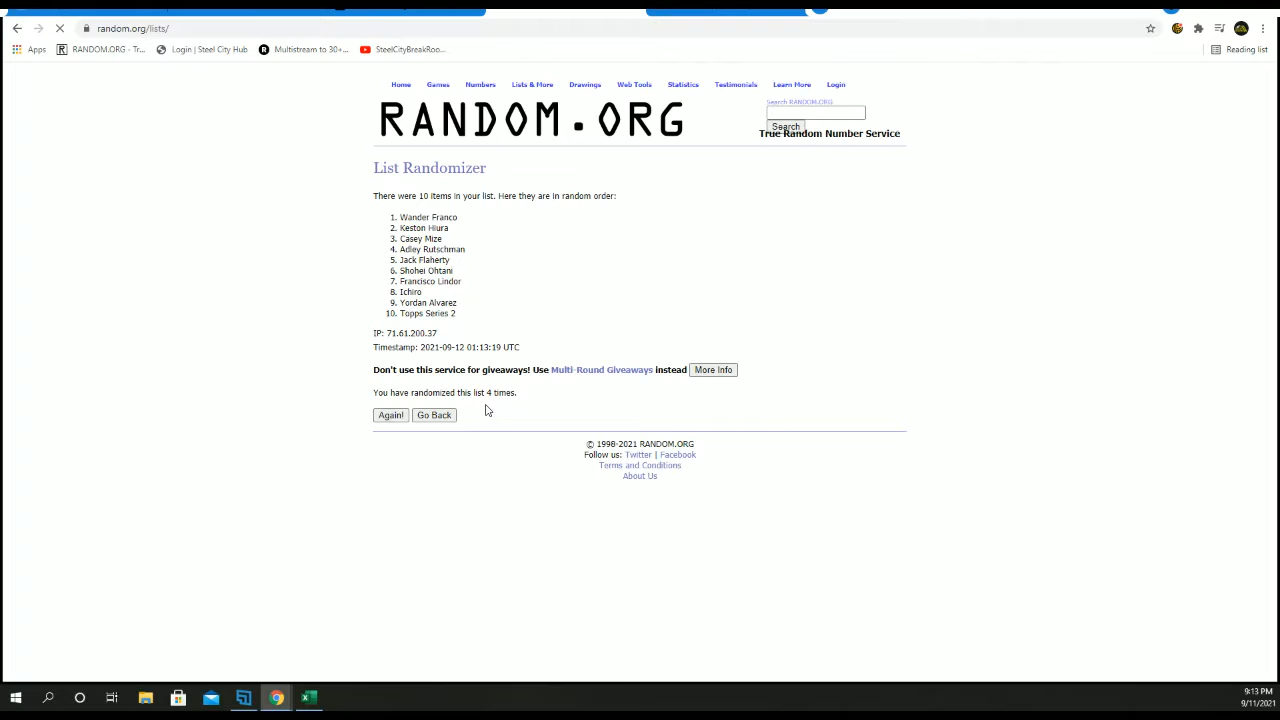 random.org/lists/
Apps
RANDOM.ORG - Tr...
Login | Steel City Hub
Multistream to 30+...
SteelCityBreakRoo...
Reading list
Home
Games
Numbers
Lists & More
Drawings
Web Tools
Statistics
Testimonials
Learn More
Login
RANDOM.ORG
Search RANDOM.ORG
Search
True Random Number Service
List Randomizer
There were 10 items in your list. Here they are in random order:
1. Wander Franco
2. Keston Hiura
3. Casey Mize
4. Adley Rutschman
5. Jack Flaherty
6. Shohei Ohtani
7. Francisco Lindor
8. Ichiro
9. Yordan Alvarez
10. Topps Series 2
IP: 71.61.200.37
Timestamp: 2021-09-12 01:13:19 UTC
Don't use this service for giveaways! Use Multi-Round Giveaways instead More Info
You have randomized this list 4 times.
Again!
Go Back
© 1998-2021 RANDOM.ORG
Follow us: Twitter | Facebook
Terms and Conditions
About Us
9:13 PM
9/11/2021